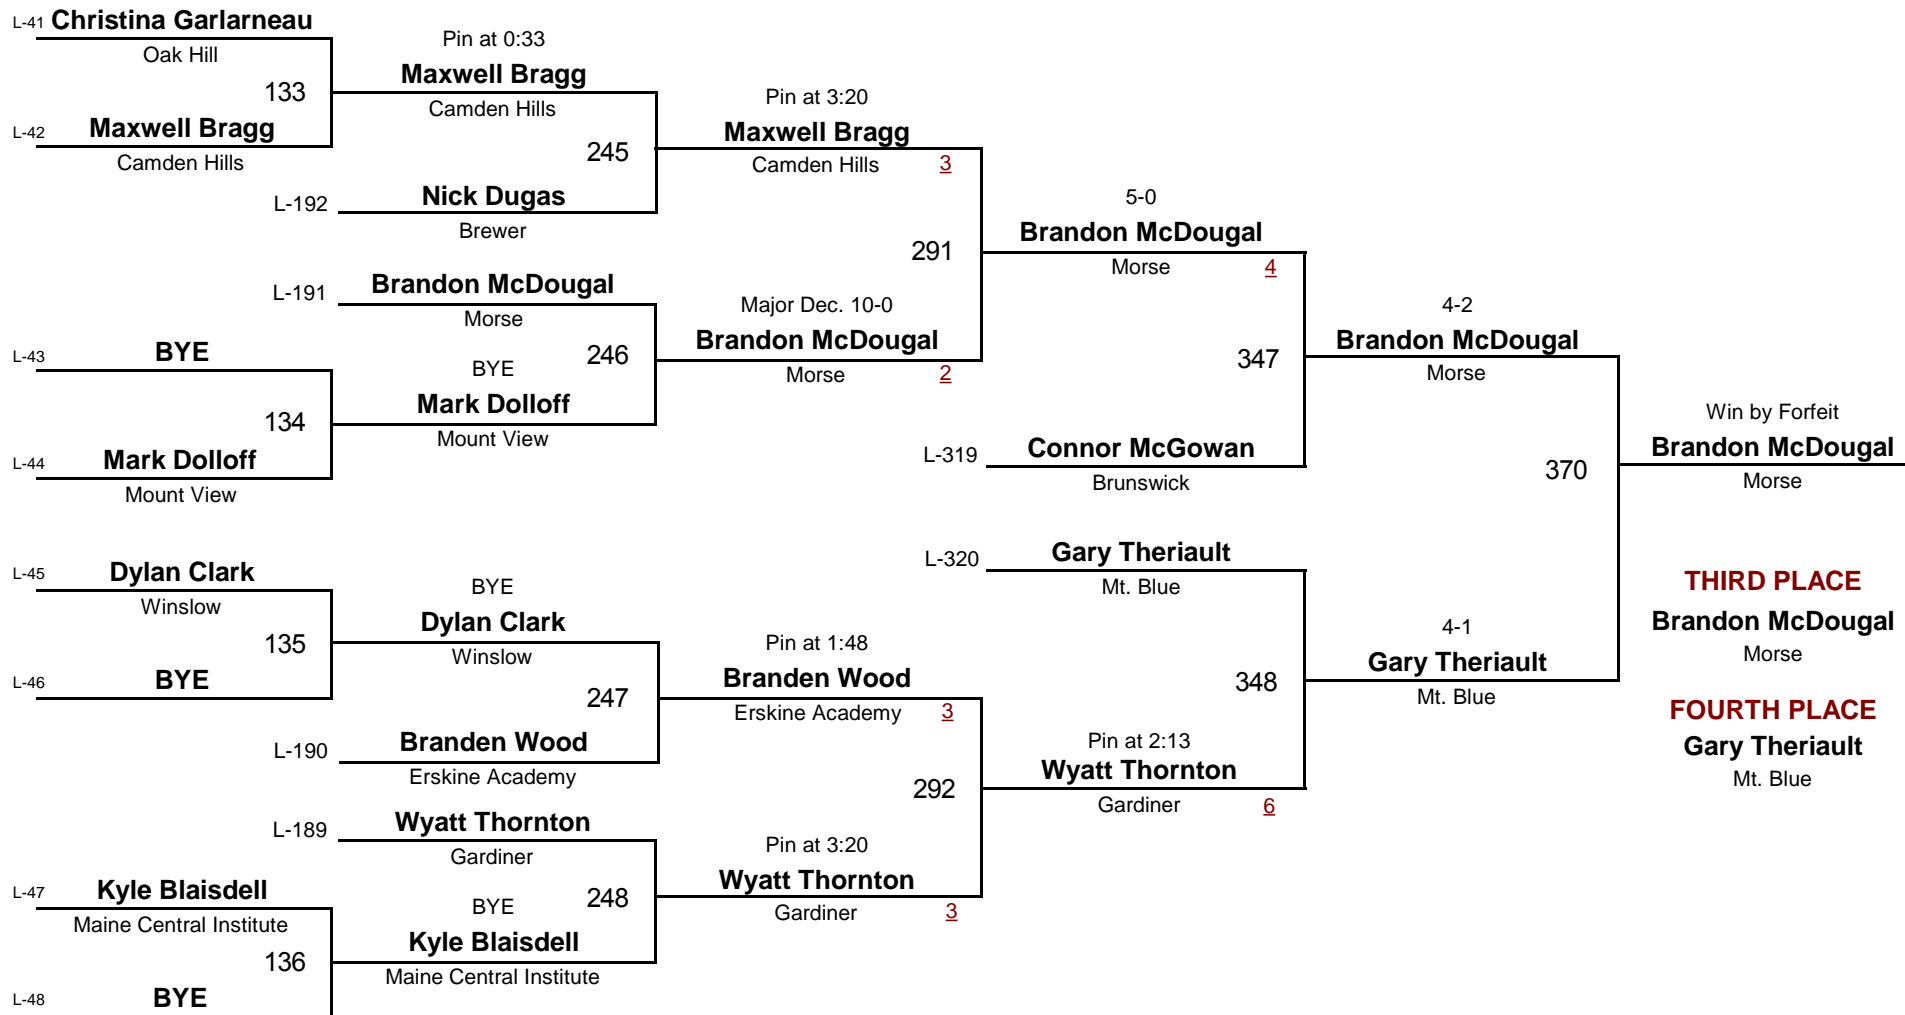 L-41 Christina Garlarneau
Oak Hill
133
L-42 Maxwell Bragg
Camden Hills
Pin at 0:33
Maxwell Bragg
Camden Hills
245
L-192 Nick Dugas
Brewer
Pin at 3:20
Maxwell Bragg
Camden Hills 3
L-191 Brandon McDougal
Morse
246
L-43 BYE
134
L-44 Mark Dolloff
Mount View
BYE
Mark Dolloff
Mount View
Major Dec. 10-0
Brandon McDougal
Morse 2
291
5-0
Brandon McDougal
Morse 4
347
L-319 Connor McGowan
Brunswick
4-2
Brandon McDougal
Morse
370
Win by Forfeit
Brandon McDougal
Morse
L-45 Dylan Clark
Winslow
135
L-46 BYE
BYE
Dylan Clark
Winslow
247
L-190 Branden Wood
Erskine Academy
Pin at 1:48
Branden Wood
Erskine Academy 3
292
L-189 Wyatt Thornton
Gardiner
248
L-47 Kyle Blaisdell
Maine Central Institute
136
L-48 BYE
BYE
Kyle Blaisdell
Maine Central Institute
Pin at 3:20
Wyatt Thornton
Gardiner 3
L-320 Gary Theriault
Mt. Blue
348
Pin at 2:13
Wyatt Thornton
Gardiner 6
4-1
Gary Theriault
Mt. Blue
THIRD PLACE
Brandon McDougal
Morse
FOURTH PLACE
Gary Theriault
Mt. Blue